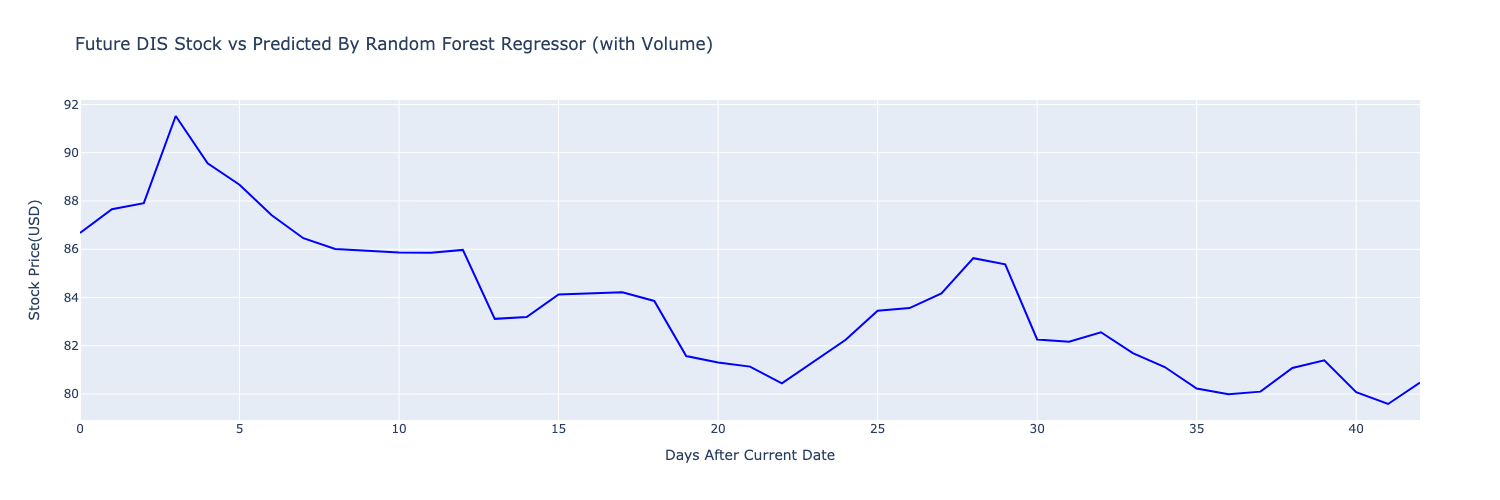 Future DIS Stock vs Predicted By Random Forest Regressor (with Volume)
92
90
88
86
84
82
80
Stock Price(USD)
0 5 10 15 20 25 30 35 40
Days After Current Date